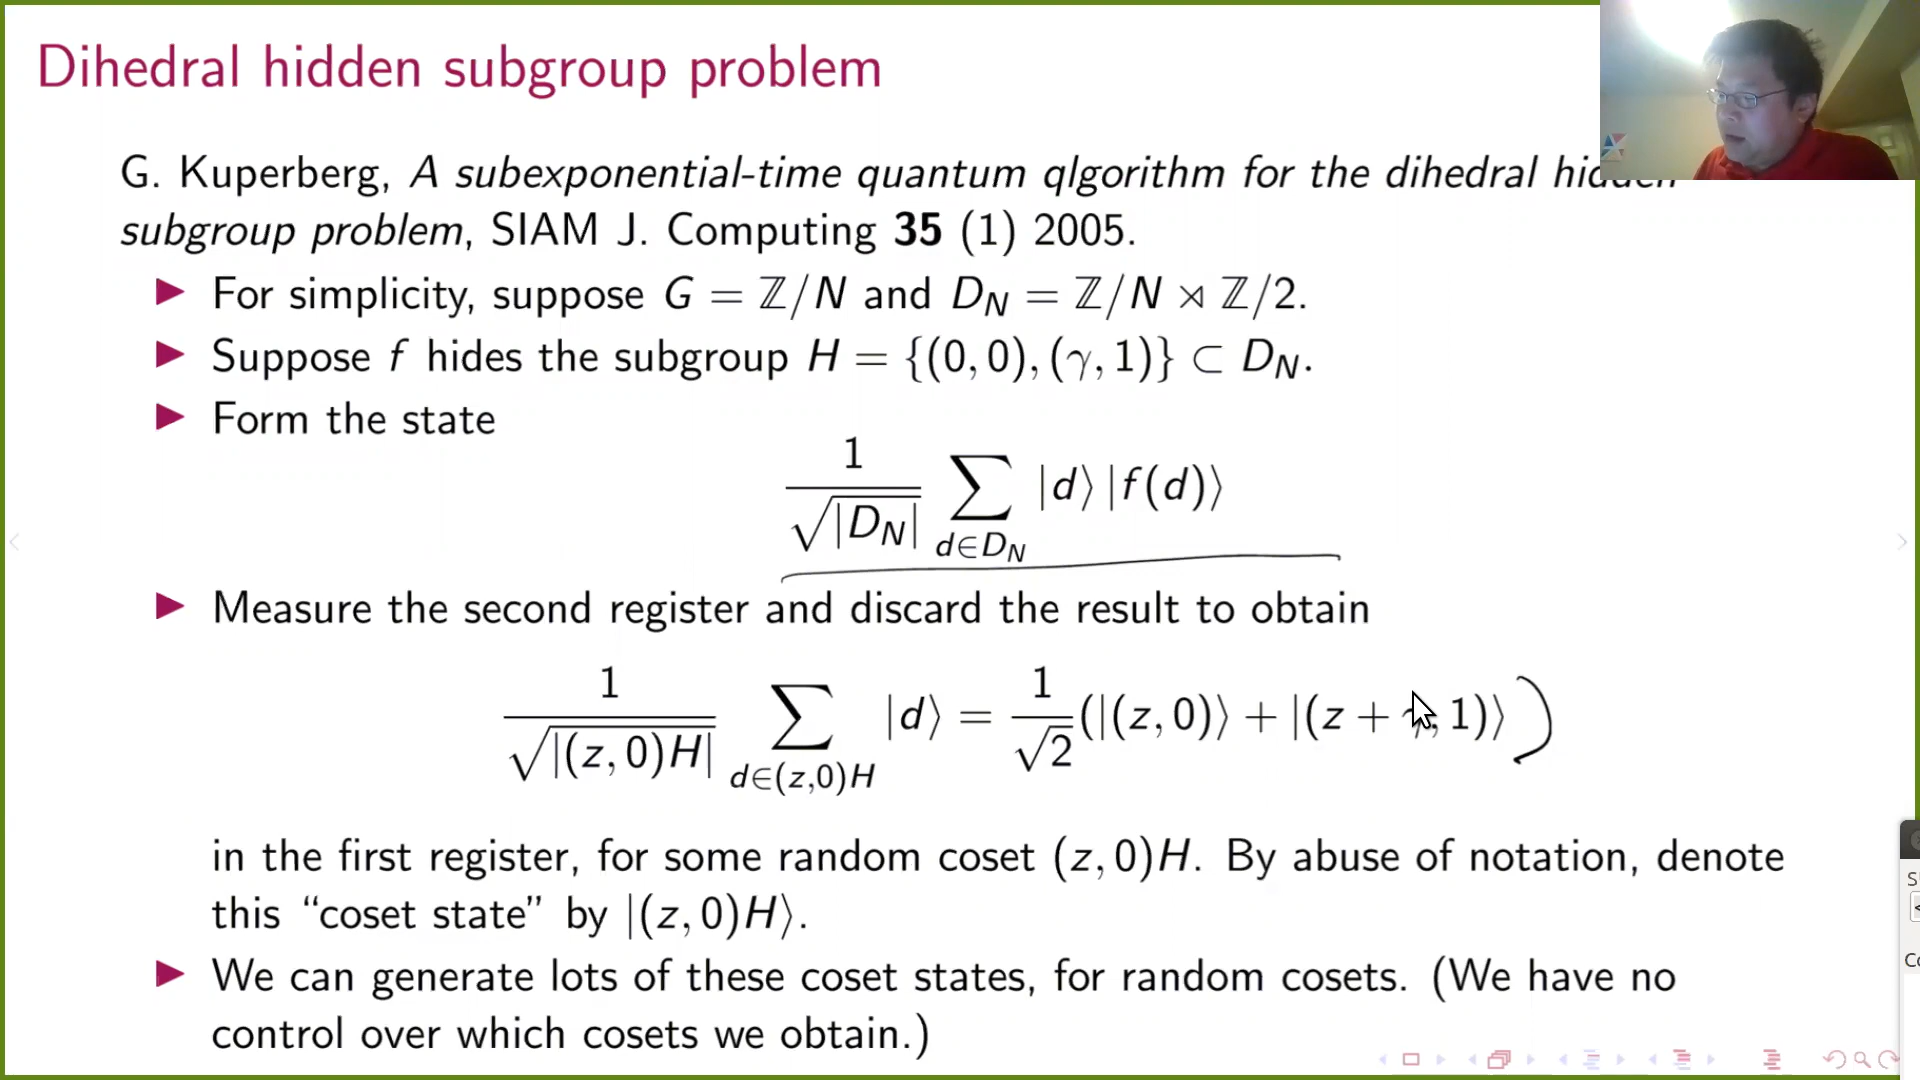 Dihedral hidden subgroup problem
G. Kuperberg, A subexponential-time quantum qlgorithm for the dihedral hidden
subgroup problem, SIAM J. Computing 35 (1) 2005.
▶ For simplicity, suppose G = ℤ/N and D_N = ℤ/N ⋊ ℤ/2.
▶ Suppose f hides the subgroup H = {(0, 0), (γ, 1)} ⊂ D_N.
▶ Form the state
1/√|D_N| ∑_{d∈D_N} |d⟩ |f(d)⟩
▶ Measure the second register and discard the result to obtain
1/√|(z, 0)H| ∑_{d∈(z,0)H} |d⟩ = 1/√2 (|(z, 0)⟩ + |(z + γ, 1)⟩)
in the first register, for some random coset (z, 0)H. By abuse of notation, denote
this “coset state” by |(z, 0)H⟩.
▶ We can generate lots of these coset states, for random cosets. (We have no
control over which cosets we obtain.)